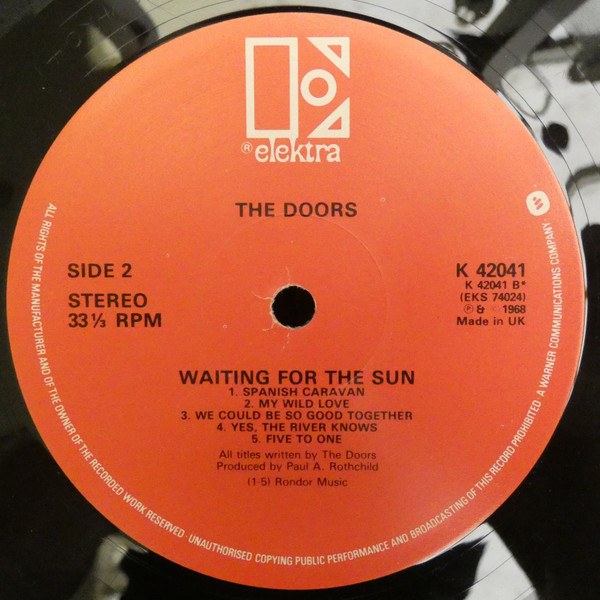 ® elektra
THE DOORS
SIDE 2
STEREO
33⅓ RPM
K 42041
K 42041 B*
(EKS 74024)
℗ & © 1968
Made in UK
WAITING FOR THE SUN
1. SPANISH CARAVAN
2. MY WILD LOVE
3. WE COULD BE SO GOOD TOGETHER
4. YES, THE RIVER KNOWS
5. FIVE TO ONE
All titles written by The Doors
Produced by Paul A. Rothchild
(1-5) Rondor Music
ALL RIGHTS OF THE MANUFACTURER AND OF THE OWNER OF THE RECORDED WORK RESERVED · UNAUTHORISED COPYING PUBLIC PERFORMANCE AND BROADCASTING OF THIS RECORD PROHIBITED · A WARNER COMMUNICATIONS COMPANY